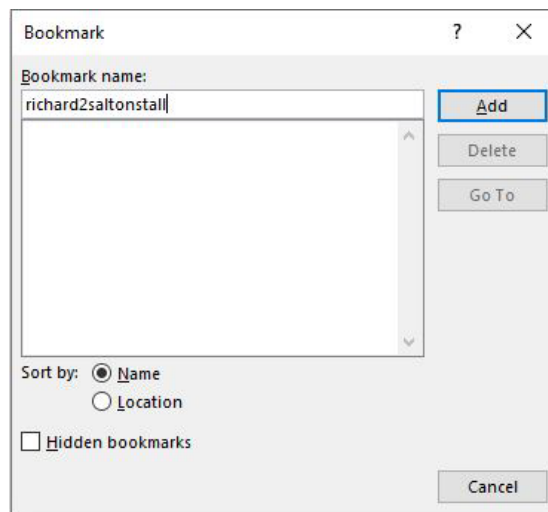 Bookmark ?
Bookmark name:
richard2saltonstall
Add
Delete
Go To
Sort by: Name
Location
Hidden bookmarks
Cancel